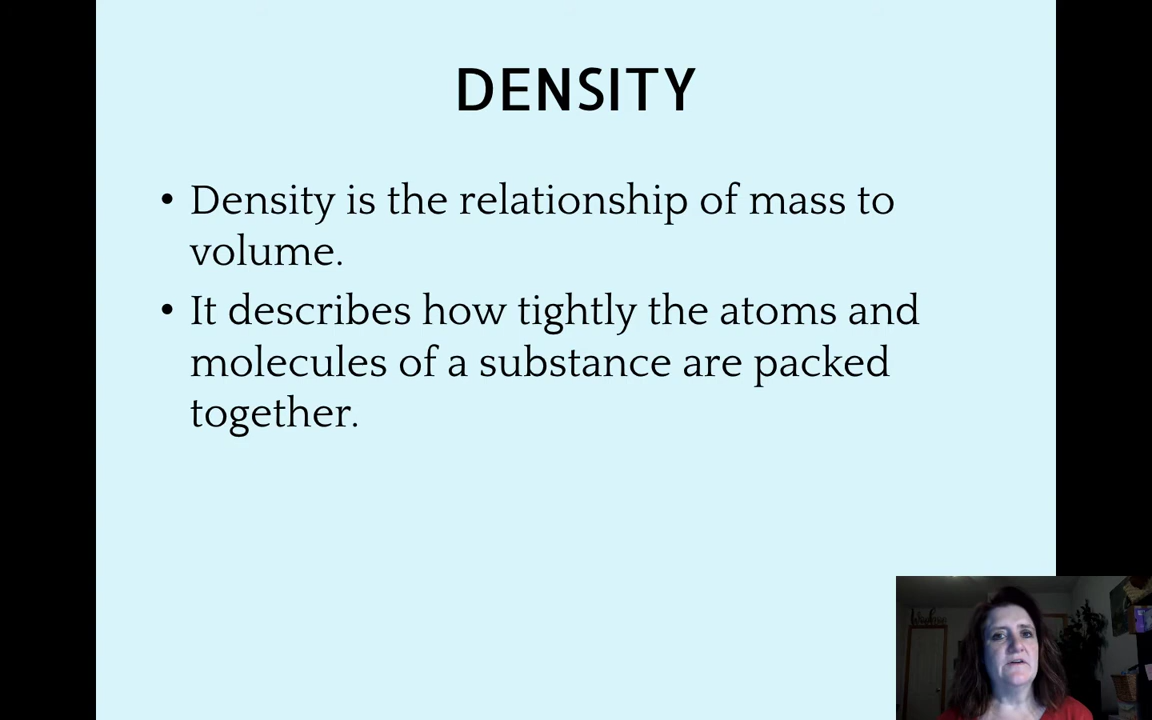 DENSITY
• Density is the relationship of mass to
volume.
• It describes how tightly the atoms and
molecules of a substance are packed
together.